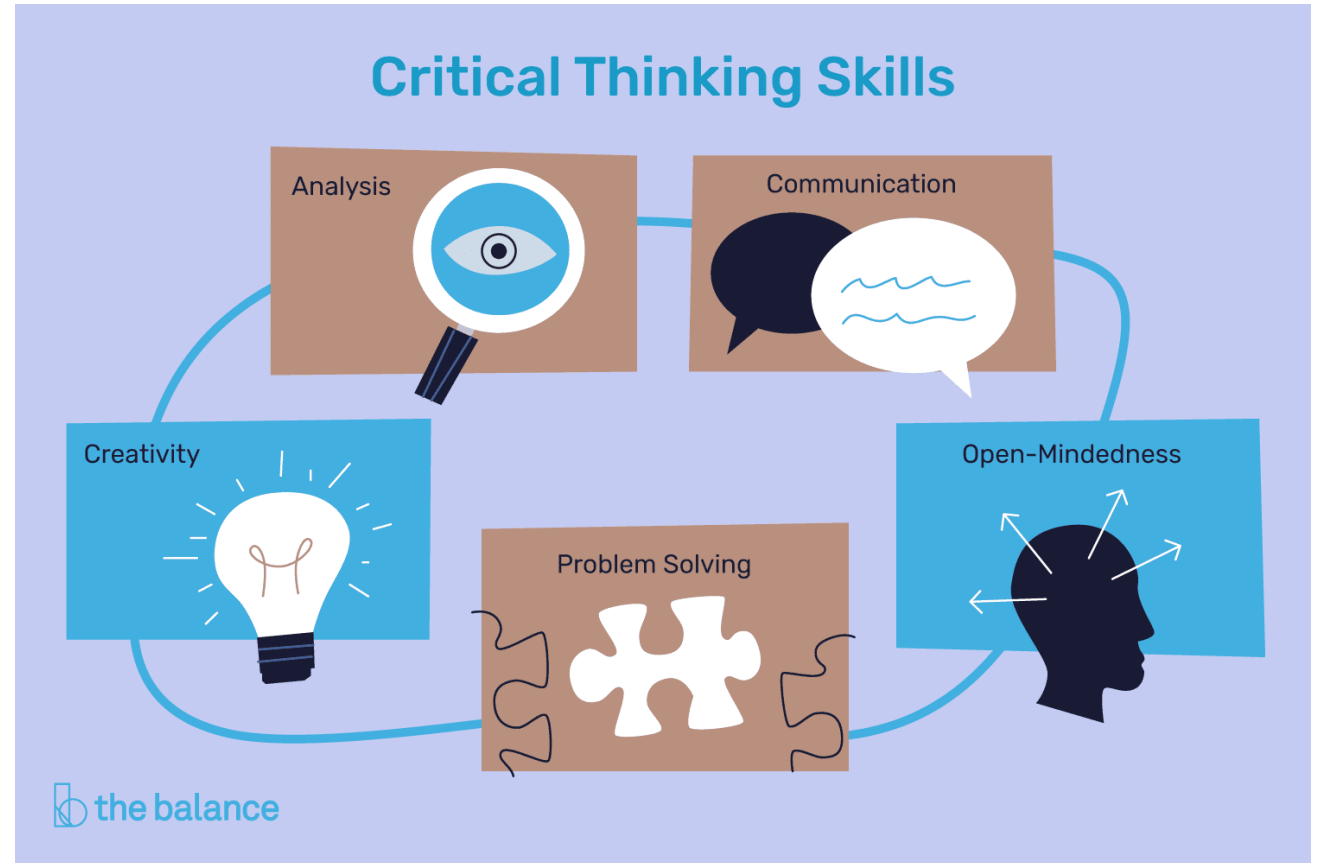 Critical Thinking Skills
Analysis
Communication
Creativity
Open-Mindedness
Problem Solving
the balance